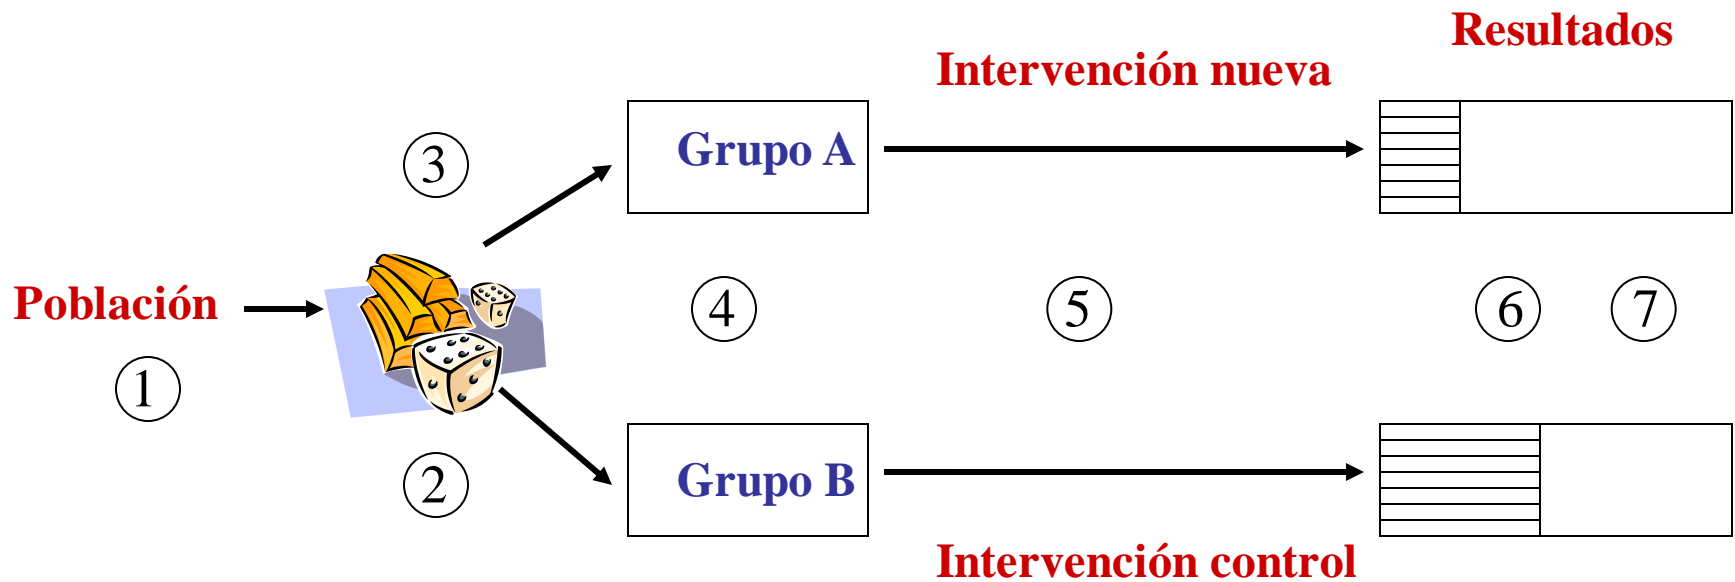 Resultados
Intervención nueva
Grupo A
3
Población
4
5
6
7
1
2
Grupo B
Intervención control